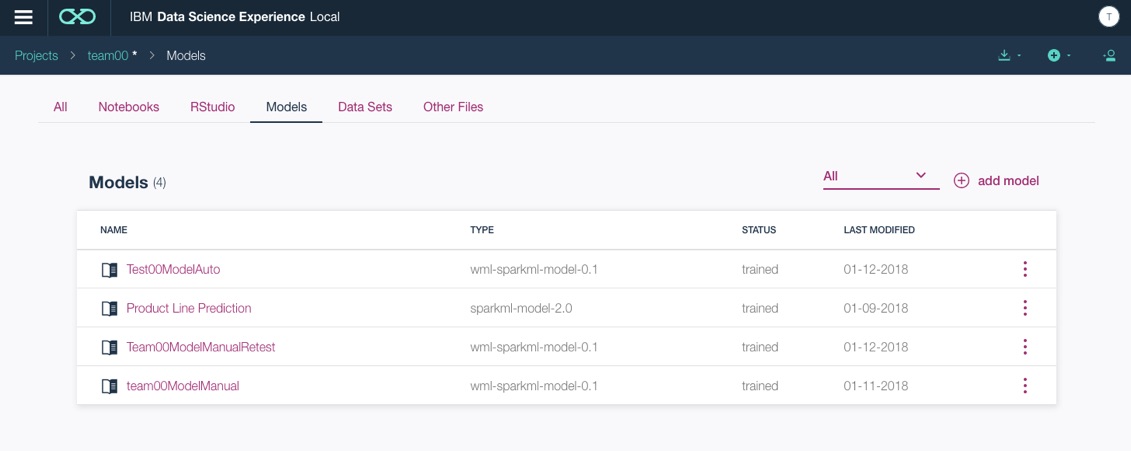 IBM Data Science Experience Local
T
Projects > team00 * > Models
All Notebooks RStudio Models Data Sets Other Files
Models (4)
All
add model
NAME TYPE STATUS LAST MODIFIED
Test00ModelAuto wml-sparkml-model-0.1 trained 01-12-2018
Product Line Prediction sparkml-model-2.0 trained 01-09-2018
Team00ModelManualRetest wml-sparkml-model-0.1 trained 01-12-2018
team00ModelManual wml-sparkml-model-0.1 trained 01-11-2018